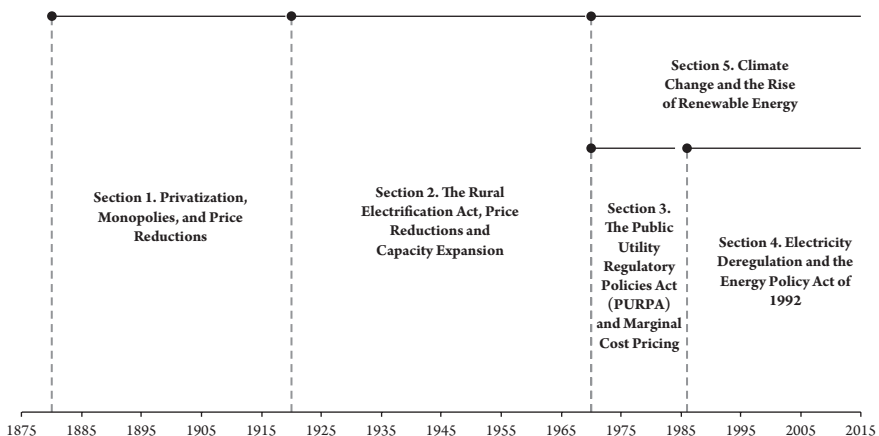 Section 5. Climate
Change and the Rise
of Renewable Energy
Section 1. Privatization,
Monopolies, and Price
Reductions
Section 2. The Rural
Electrification Act, Price
Reductions and
Capacity Expansion
Section 3.
The Public
Utility
Regulatory
Policies Act
(PURPA)
and Marginal
Cost Pricing
Section 4. Electricity
Deregulation and the
Energy Policy Act of
1992
1875 1885 1895 1905 1915 1925 1935 1945 1955 1965 1975 1985 1995 2005 2015